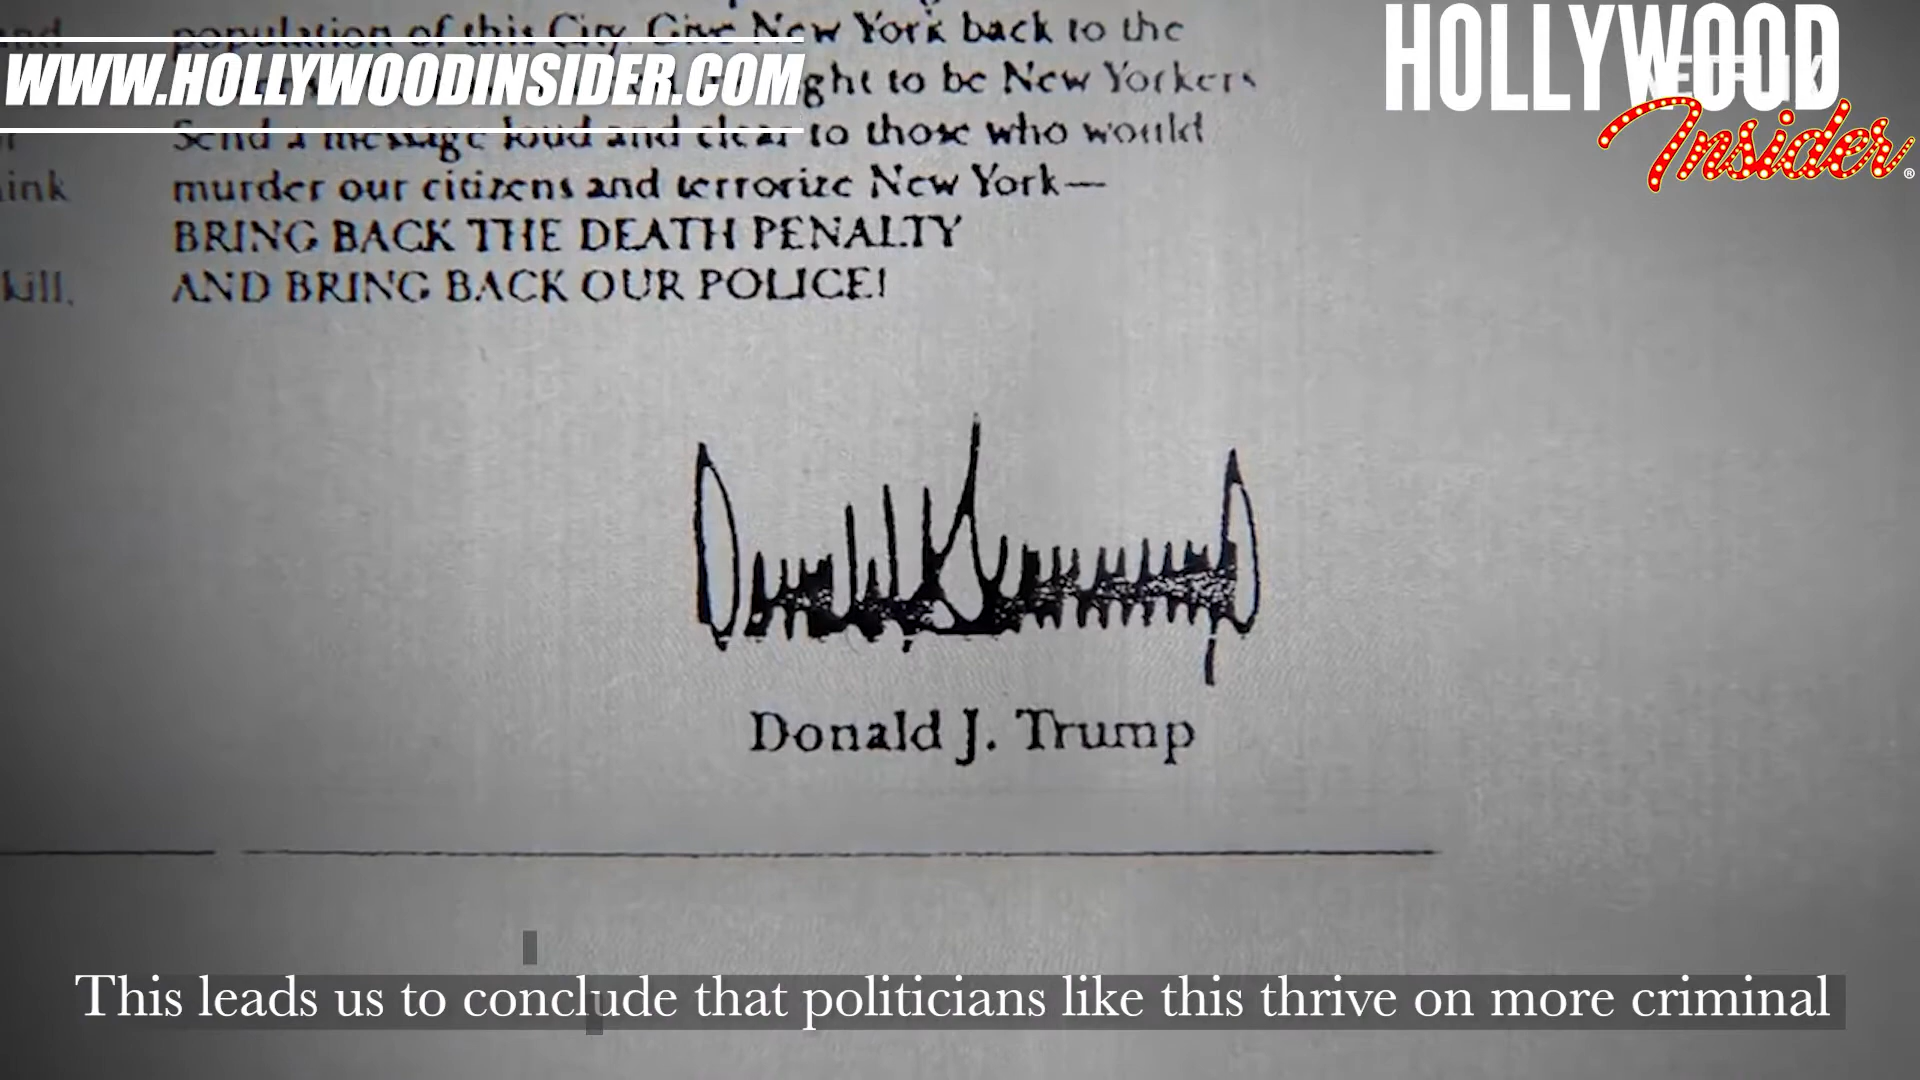 population of this City. Give New York back to the
WWW.HOLLYWOODINSIDER.COM
ght to be New Yorkers
Send a message loud and clear to those who would
ink
murder our citizens and terrorize New York—
BRING BACK THE DEATH PENALTY
kill,
AND BRING BACK OUR POLICE!
HOLLYWOOD
NETFLIX
Insider®
Donald J. Trump
Donald J. Trump
This leads us to conclude that politicians like this thrive on more criminal